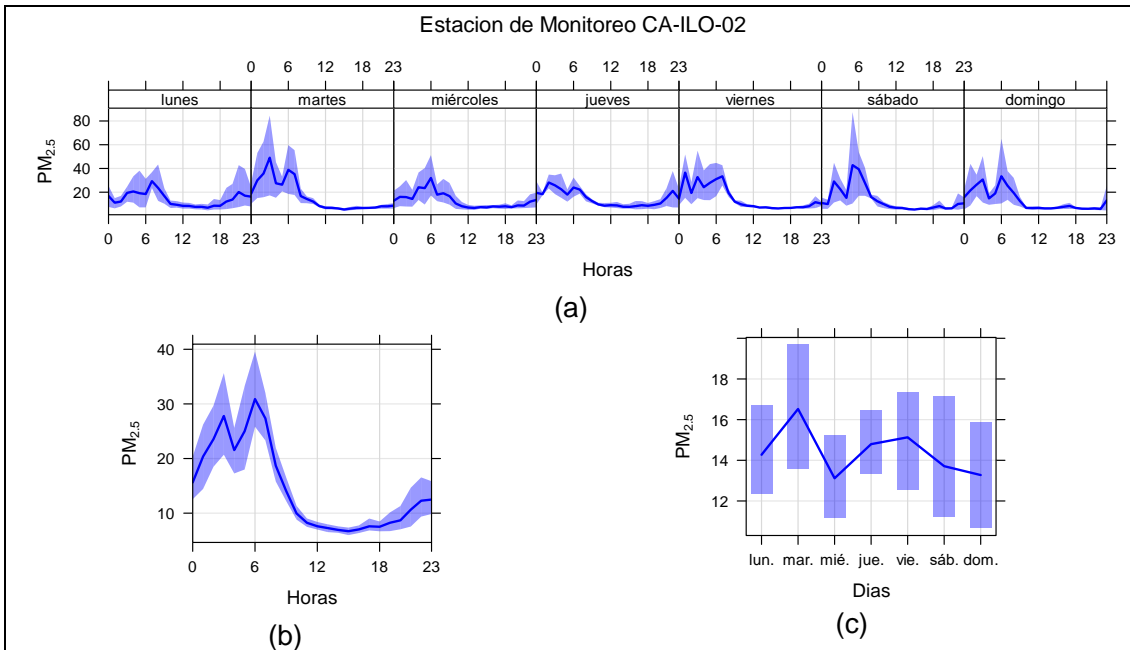 Estacion de Monitoreo CA-ILO-02
0 6 12 18 23 0 6 12 18 23 0 6 12 18 23
lunes martes miércoles jueves viernes sábado domingo
80
60
40
20
PM2.5
0 6 12 18 23 0 6 12 18 23 0 6 12 18 23 0 6 12 18 23
Horas
(a)
40
30
20
10
PM2.5
0 6 12 18 23
Horas
(b)
18
16
14
12
PM2.5
lun. mar. mié. jue. vie. sáb. dom.
Dias
(c)